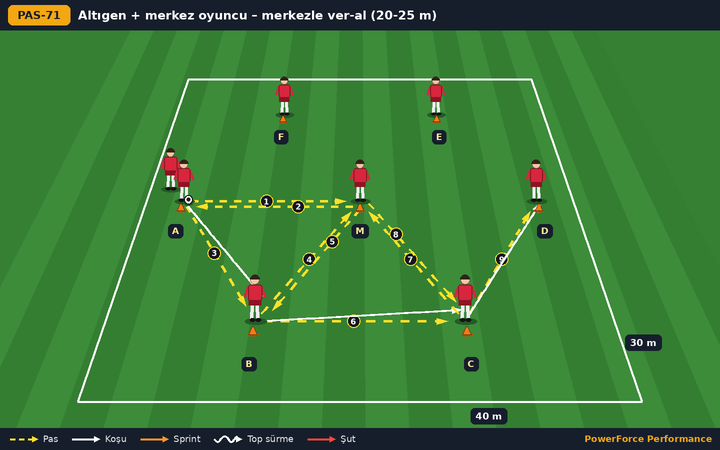 PAS-71 Altıgen + merkez oyuncu – merkezle ver-al (20-25 m)
F E
A M D
1
2
3
4
5
6
7
8
9
B C
30 m
40 m
Pas Koşu Sprint Top sürme Şut PowerForce Performance